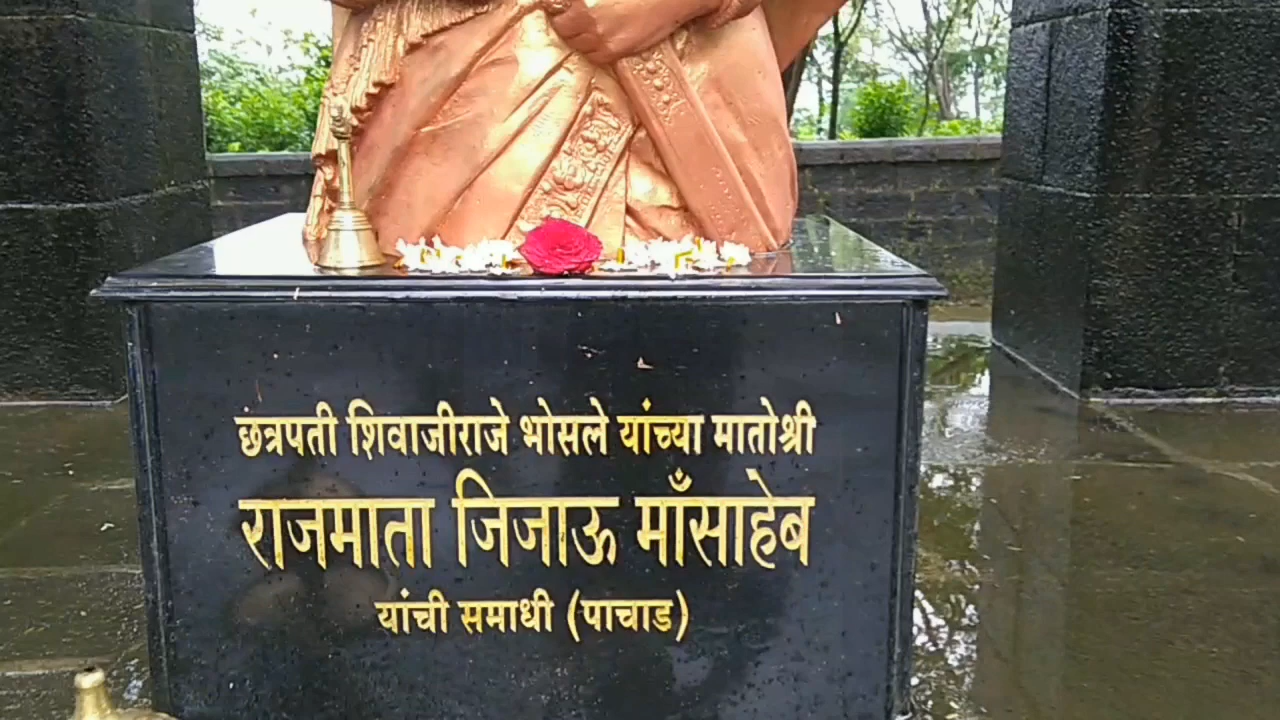 छत्रपती शिवाजीराजे भोसले यांच्या मातोश्री
राजमाता जिजाऊ माँसाहेब
यांची समाधी (पाचाड)